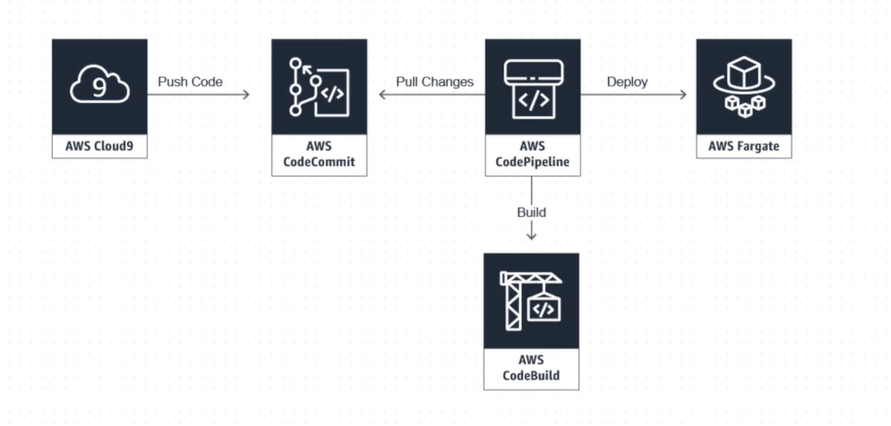 Push Code
Pull Changes
Deploy
9
AWS Cloud9
AWS
CodeCommit
</>
AWS
CodePipeline
</>
AWS Fargate
Build
</>
AWS
CodeBuild